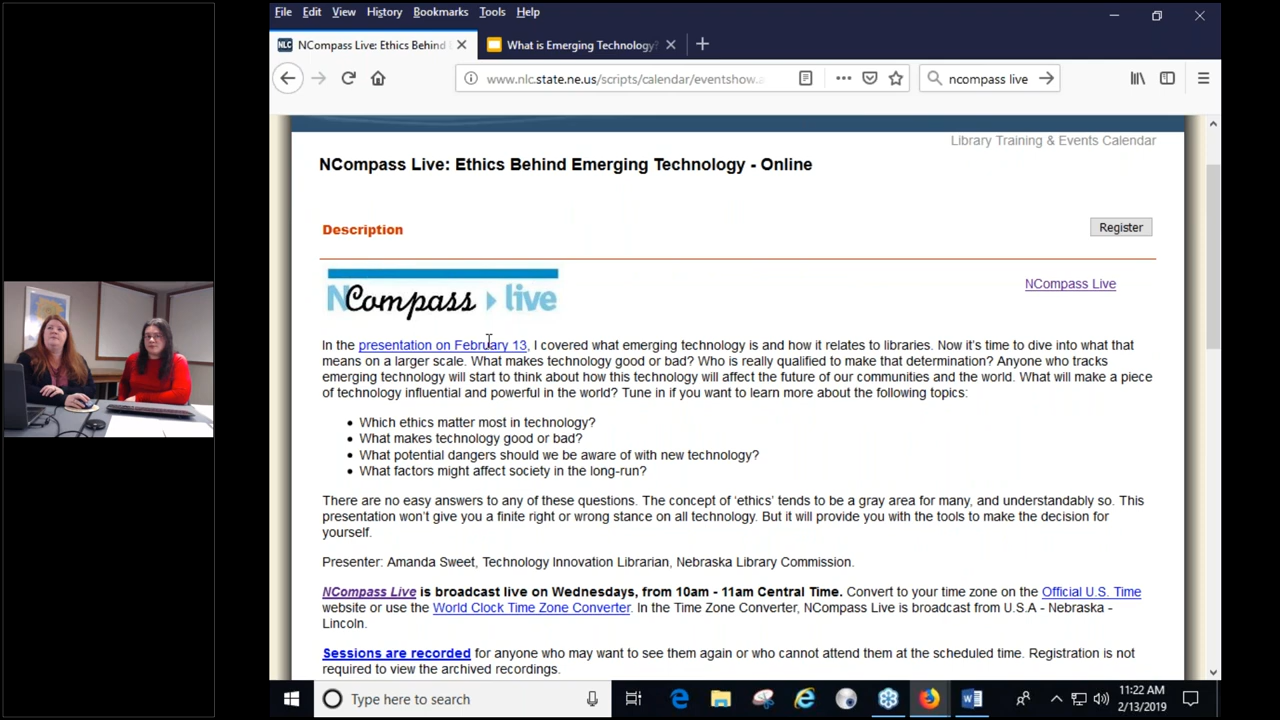 File Edit View History Bookmarks Tools Help
NCompass Live: Ethics Behind
What is Emerging Technology?
www.nlc.state.ne.us/scripts/calendar/eventshow.
ncompass live
Library Training & Events Calendar
NCompass Live: Ethics Behind Emerging Technology - Online
Description
Register
NCompass live
NCompass Live
In the presentation on February 13, I covered what emerging technology is and how it relates to libraries. Now it's time to dive into what that
means on a larger scale. What makes technology good or bad? Who is really qualified to make that determination? Anyone who tracks
emerging technology will start to think about how this technology will affect the future of our communities and the world. What will make a piece
of technology influential and powerful in the world? Tune in if you want to learn more about the following topics:
• Which ethics matter most in technology?
• What makes technology good or bad?
• What potential dangers should we be aware of with new technology?
• What factors might affect society in the long-run?
There are no easy answers to any of these questions. The concept of 'ethics' tends to be a gray area for many, and understandably so. This
presentation won't give you a finite right or wrong stance on all technology. But it will provide you with the tools to make the decision for
yourself.
Presenter: Amanda Sweet, Technology Innovation Librarian, Nebraska Library Commission.
NCompass Live is broadcast live on Wednesdays, from 10am - 11am Central Time. Convert to your time zone on the Official U.S. Time
website or use the World Clock Time Zone Converter. In the Time Zone Converter, NCompass Live is broadcast from U.S.A - Nebraska -
Lincoln.
Sessions are recorded for anyone who may want to see them again or who cannot attend them at the scheduled time. Registration is not
required to view the archived recordings.
Type here to search
11:22 AM
2/13/2019